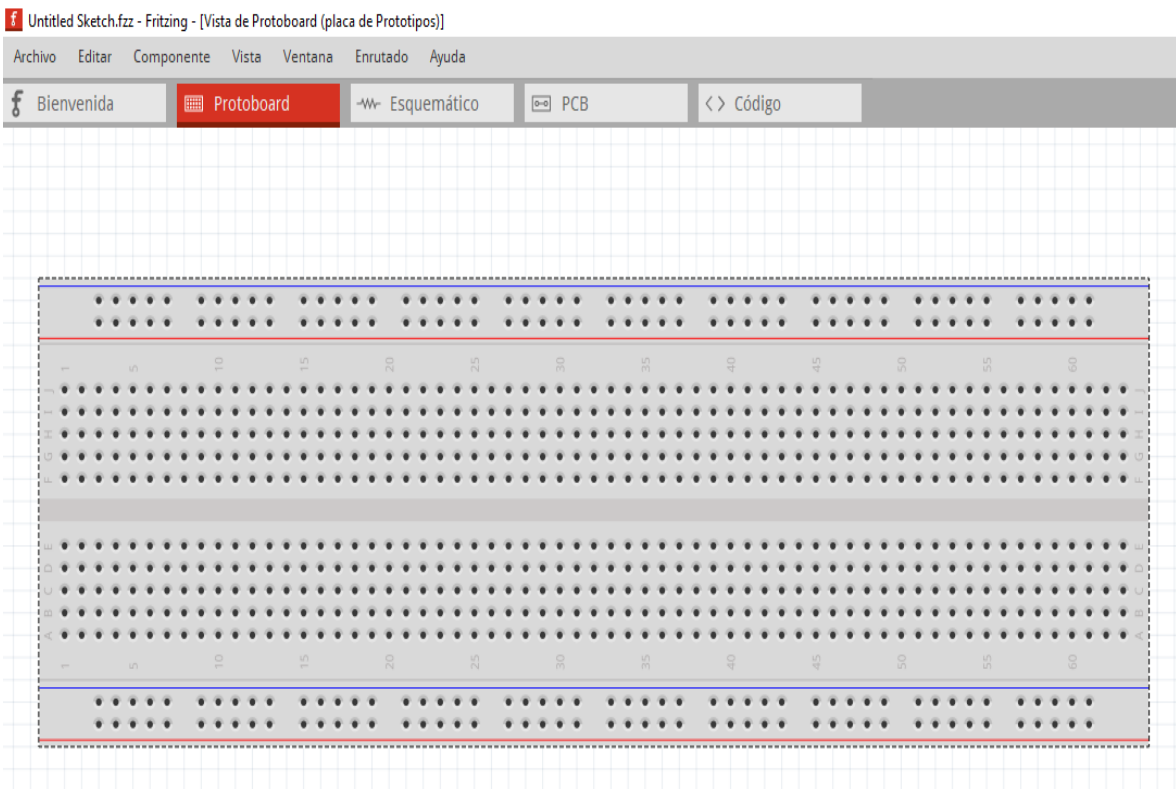 Untitled Sketch.fzz - Fritzing - [Vista de Protoboard (placa de Prototipos)]
Archivo Editar Componente Vista Ventana Enrutado Ayuda
Bienvenida Protoboard Esquemático PCB Código
1 5 10 15 20 25 30 35 40 45 50 55 60
J J
I I
H H
G G
F F
E E
D D
C C
B B
A A
1 5 10 15 20 25 30 35 40 45 50 55 60